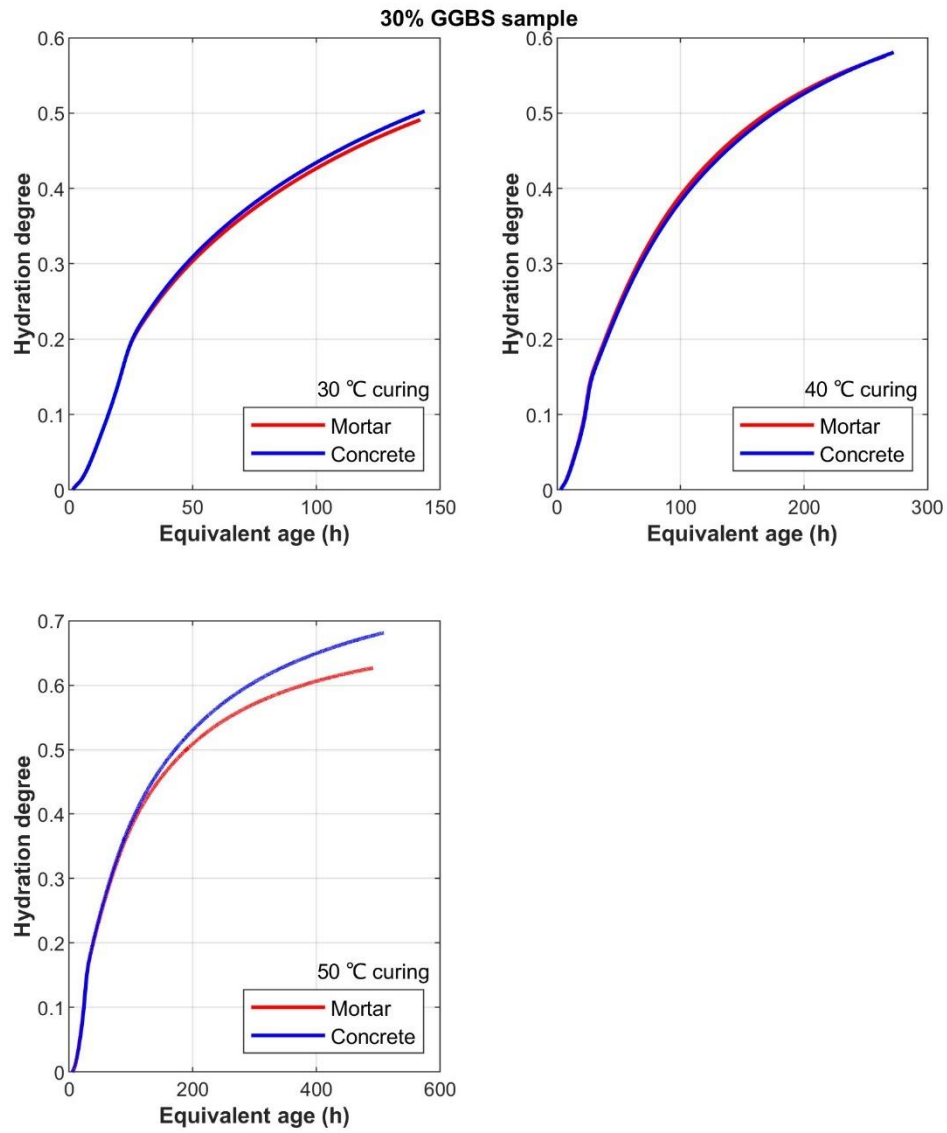 30% GGBS sample
0.6
0.5
0.4
0.3
0.2
0.1
0
Hydration degree
0 50 100 150
Equivalent age (h)
30 ℃ curing
Mortar
Concrete
0.6
0.5
0.4
0.3
0.2
0.1
0
Hydration degree
0 100 200 300
Equivalent age (h)
40 ℃ curing
Mortar
Concrete
0.7
0.6
0.5
0.4
0.3
0.2
0.1
0
Hydration degree
0 200 400 600
Equivalent age (h)
50 ℃ curing
Mortar
Concrete